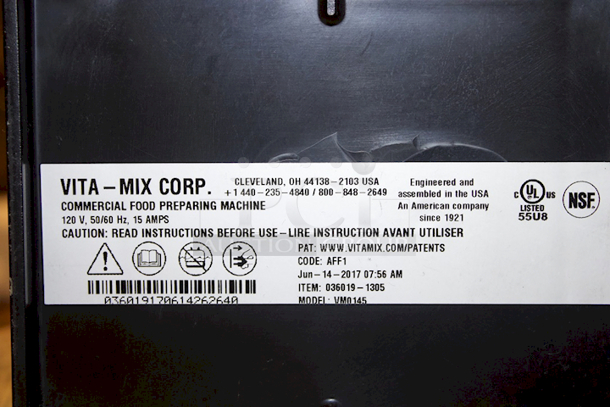 VITA-MIX CORP.
CLEVELAND, OH 44138-2103 USA
+1 440-235-4840 / 800-848-2649
COMMERCIAL FOOD PREPARING MACHINE
120 V, 50/60 Hz, 15 AMPS
CAUTION: READ INSTRUCTIONS BEFORE USE-LIRE INSTRUCTION AVANT UTILISER
Engineered and
assembled in the USA
An American company
since 1921
C UL US
LISTED
55U8
NSF
PAT: WWW.VITAMIX.COM/PATENTS
CODE: AFF1
Jun-14-2017 07:56 AM
ITEM: 036019-1305
MODEL: VM0145
036019170614262640